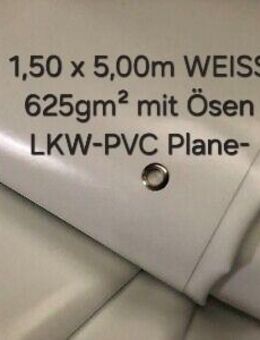 1,50 x 5,00m WEISS
625gm² mit Ösen
LKW-PVC Plane-